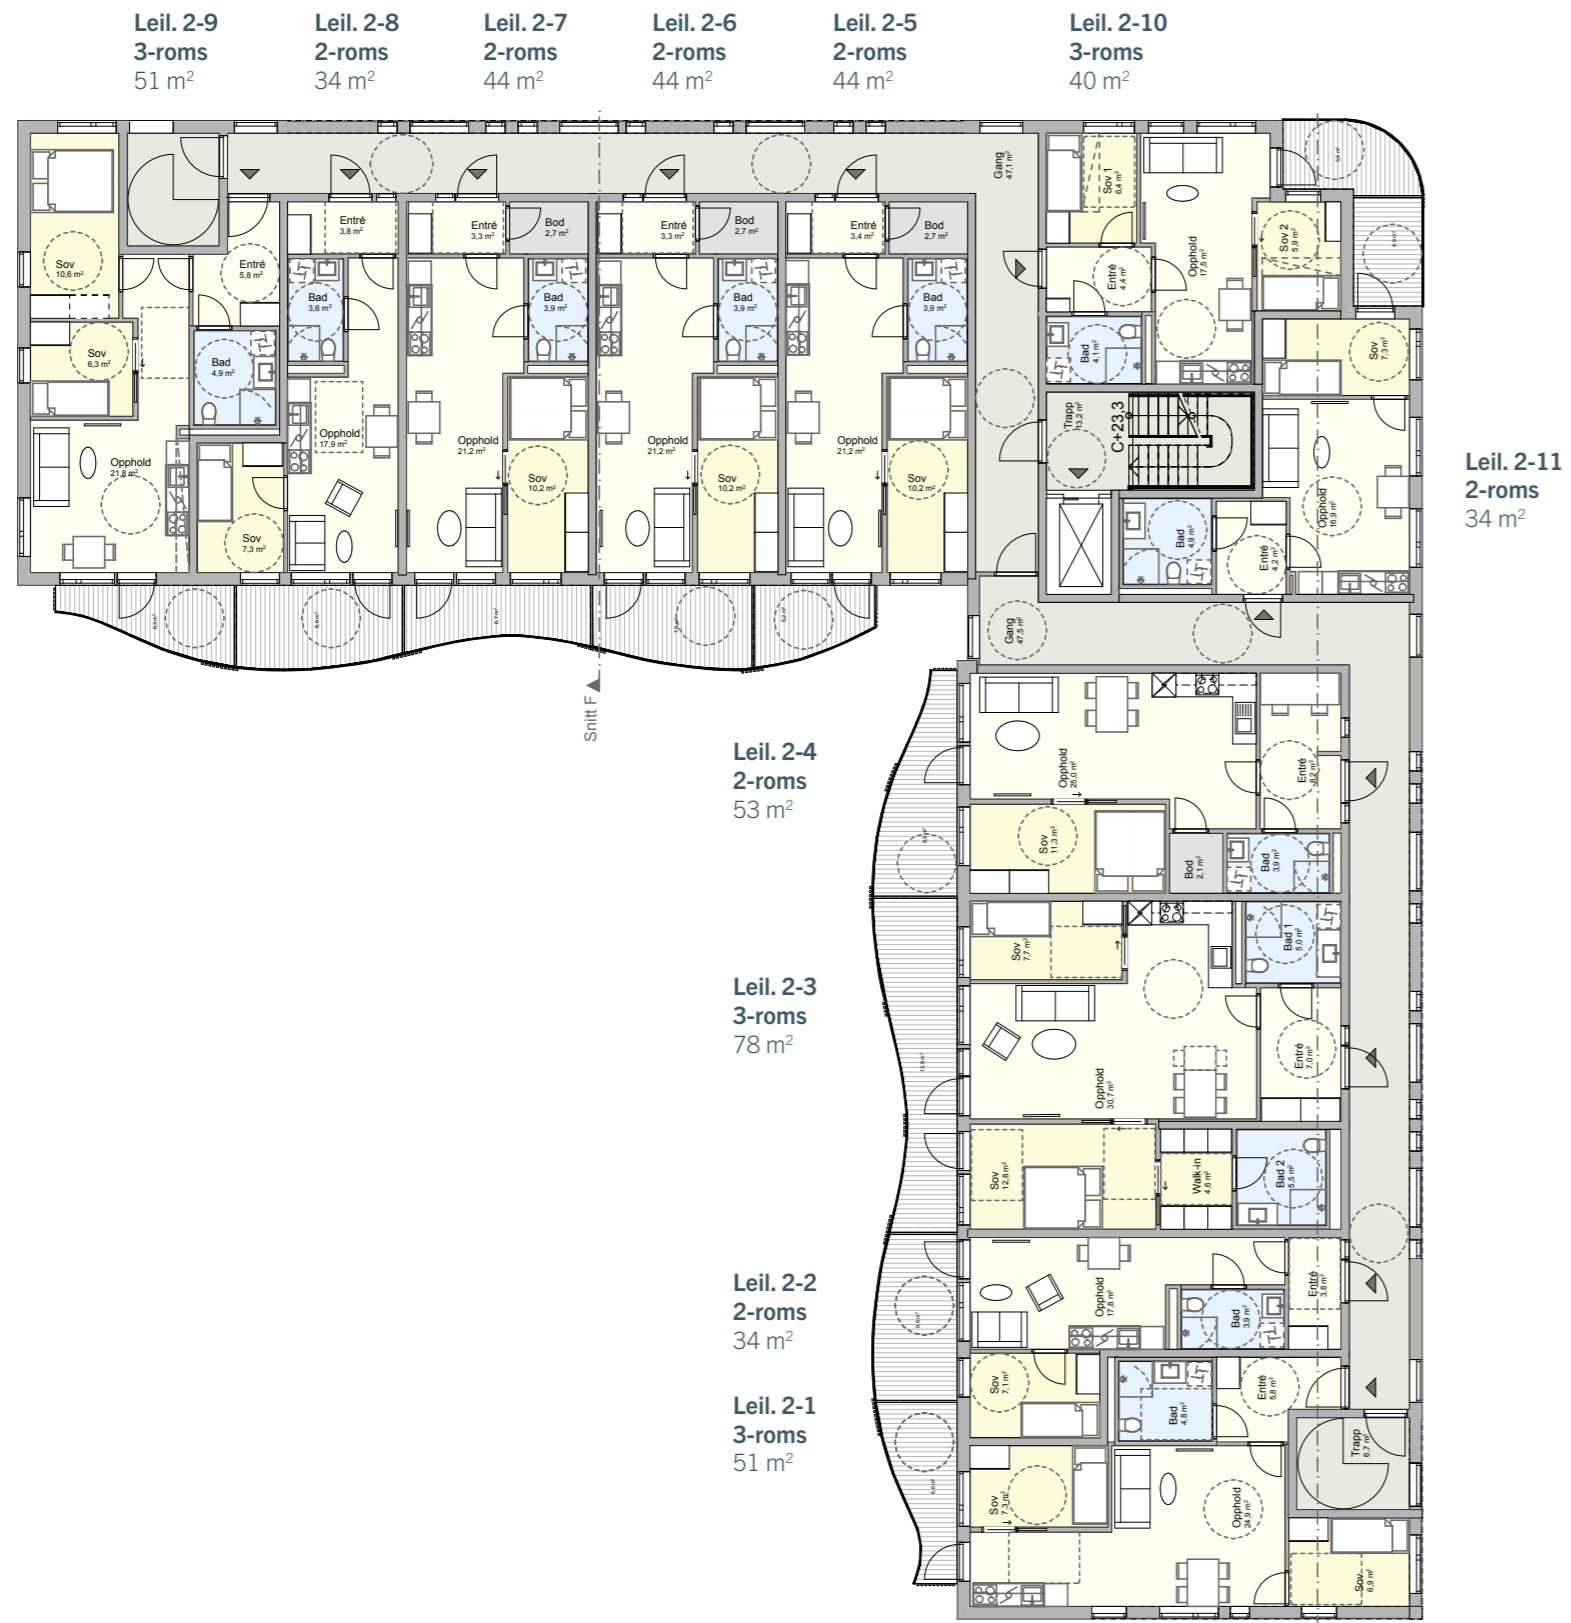 Leil. 2-9
3-roms
51 m²
Leil. 2-8
2-roms
34 m²
Leil. 2-7
2-roms
44 m²
Leil. 2-6
2-roms
44 m²
Leil. 2-5
2-roms
44 m²
Leil. 2-10
3-roms
40 m²
Sov
10,6 m²
Entré
5,8 m²
Sov
6,3 m²
Bad
4,9 m²
Opphold
21,8 m²
Sov
7,3 m²
Entré
3,8 m²
Bad
3,6 m²
Opphold
17,9 m²
Entré
3,3 m²
Bod
2,7 m²
Bad
3,9 m²
Opphold
21,2 m²
Sov
10,2 m²
Entré
3,3 m²
Bod
2,7 m²
Bad
3,9 m²
Opphold
21,2 m²
Sov
10,2 m²
Entré
3,4 m²
Bod
2,7 m²
Bad
3,9 m²
Opphold
21,2 m²
Sov
10,2 m²
Gang
47,1 m²
Sov 1
6,4 m²
Opphold
17,5 m²
Sov 2
5,9 m²
Entré
4,4 m²
Bad
4,1 m²
Trapp
13,2 m²
C+23,3
Sov
7,3 m²
Opphold
16,9 m²
Bad
4,9 m²
Entré
4,2 m²
Leil. 2-11
2-roms
34 m²
Gang
47,5 m²
Snitt F
Leil. 2-4
2-roms
53 m²
Opphold
25,0 m²
Entré
8,2 m²
Sov
11,3 m²
Bod
2,1 m²
Bad
3,9 m²
Leil. 2-3
3-roms
78 m²
Sov
7,7 m²
Bad 1
5,0 m²
Entré
7,0 m²
Opphold
30,7 m²
13,9 m²
Sov
12,8 m²
Walk-in
4,6 m²
Bad 2
5,5 m²
Leil. 2-2
2-roms
34 m²
Opphold
17,8 m²
Bad
3,9 m²
Entré
3,8 m²
Sov
7,1 m²
Leil. 2-1
3-roms
51 m²
Bad
4,8 m²
Entré
5,8 m²
Trapp
6,7 m²
Sov
7,3 m²
Opphold
24,9 m²
Sov
6,9 m²